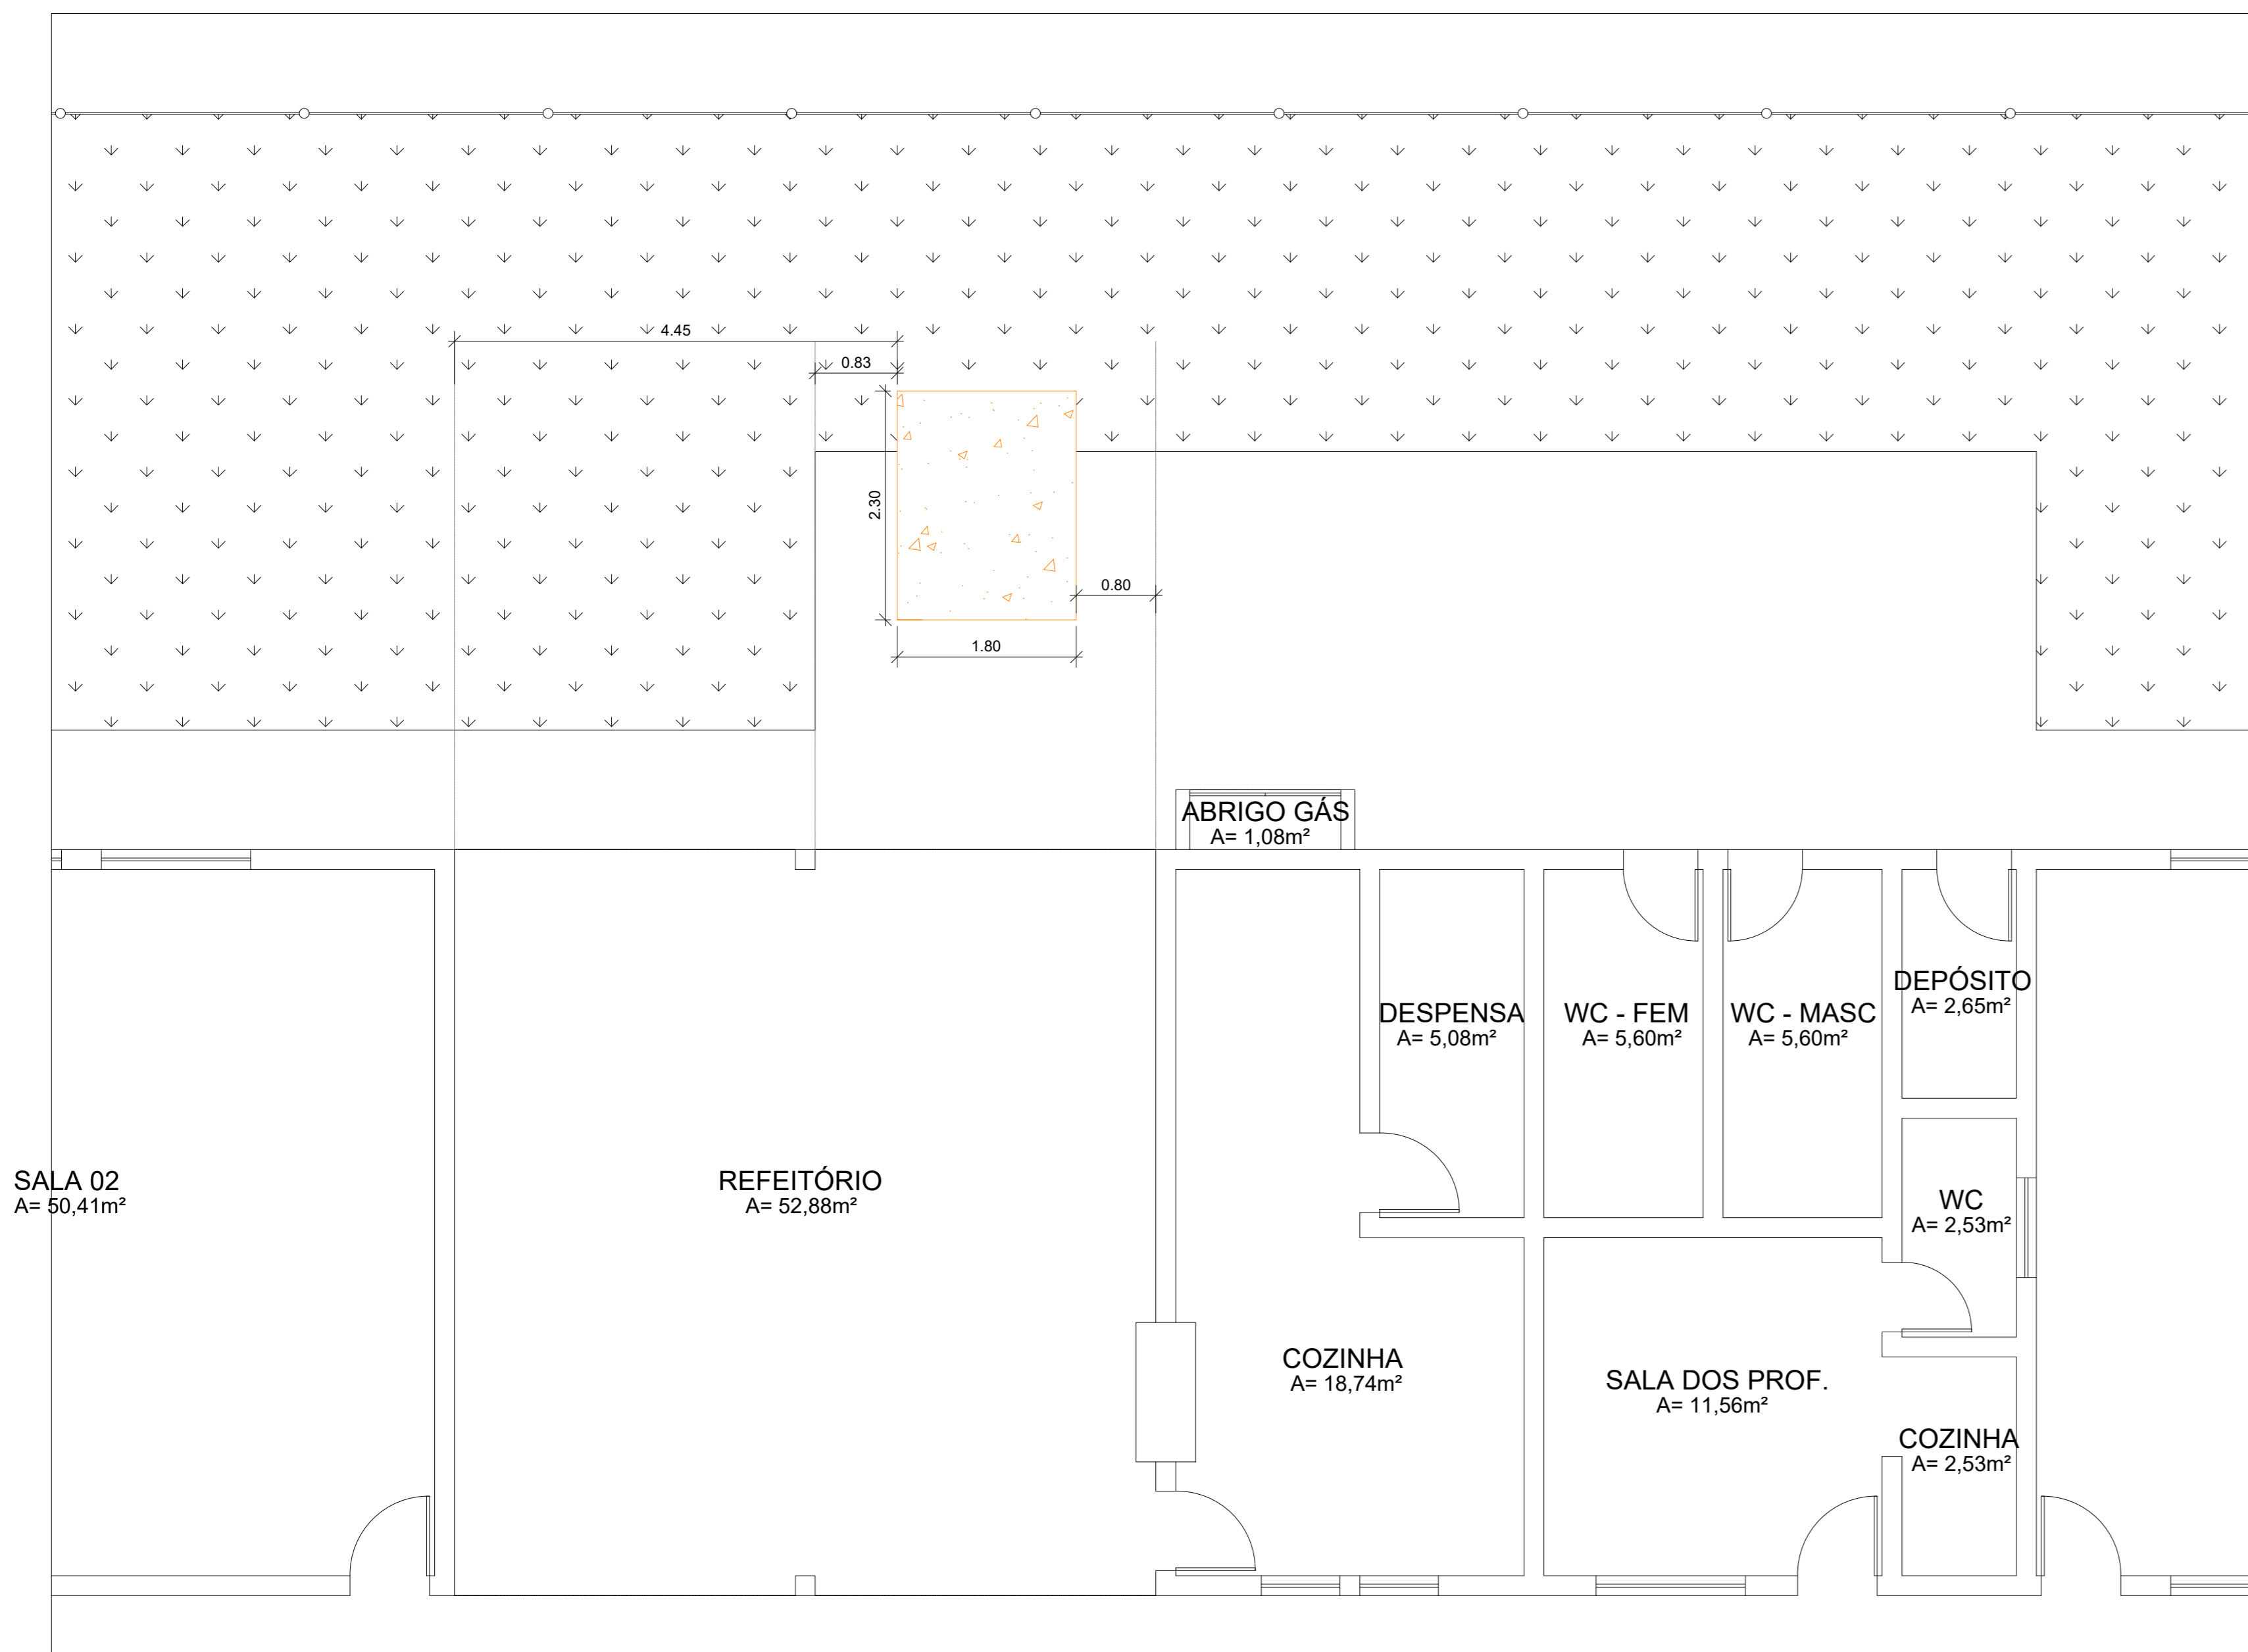 4.45
0.83
2.30
0.80
1.80
ABRIGO GÁS
A= 1,08m²
DEPÓSITO
A= 2,65m²
DESPENSA
A= 5,08m²
WC - FEM
A= 5,60m²
WC - MASC
A= 5,60m²
SALA 02
A= 50,41m²
REFEITÓRIO
A= 52,88m²
WC
A= 2,53m²
COZINHA
A= 18,74m²
SALA DOS PROF.
A= 11,56m²
COZINHA
A= 2,53m²